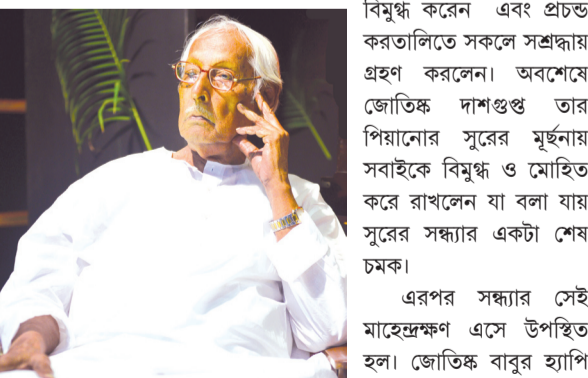 বিমুগ্ধ করেন এবং প্রচন্ড
করতালিতে সকলে সশ্রদ্ধায়
গ্রহণ করলেন। অবশেষে
জোতিষ্ক দাশগুপ্ত তার
পিয়ানোর সুরের মূর্ছনায়
সবাইকে বিমুগ্ধ ও মোহিত
করে রাখলেন যা বলা যায়
সুরের সন্ধ্যার একটা শেষ
চমক।
এরপর সন্ধ্যার সেই
মাহেন্দ্রক্ষণ এসে উপস্থিত
হল। জোতিষ্ক বাবুর হ্যাপি